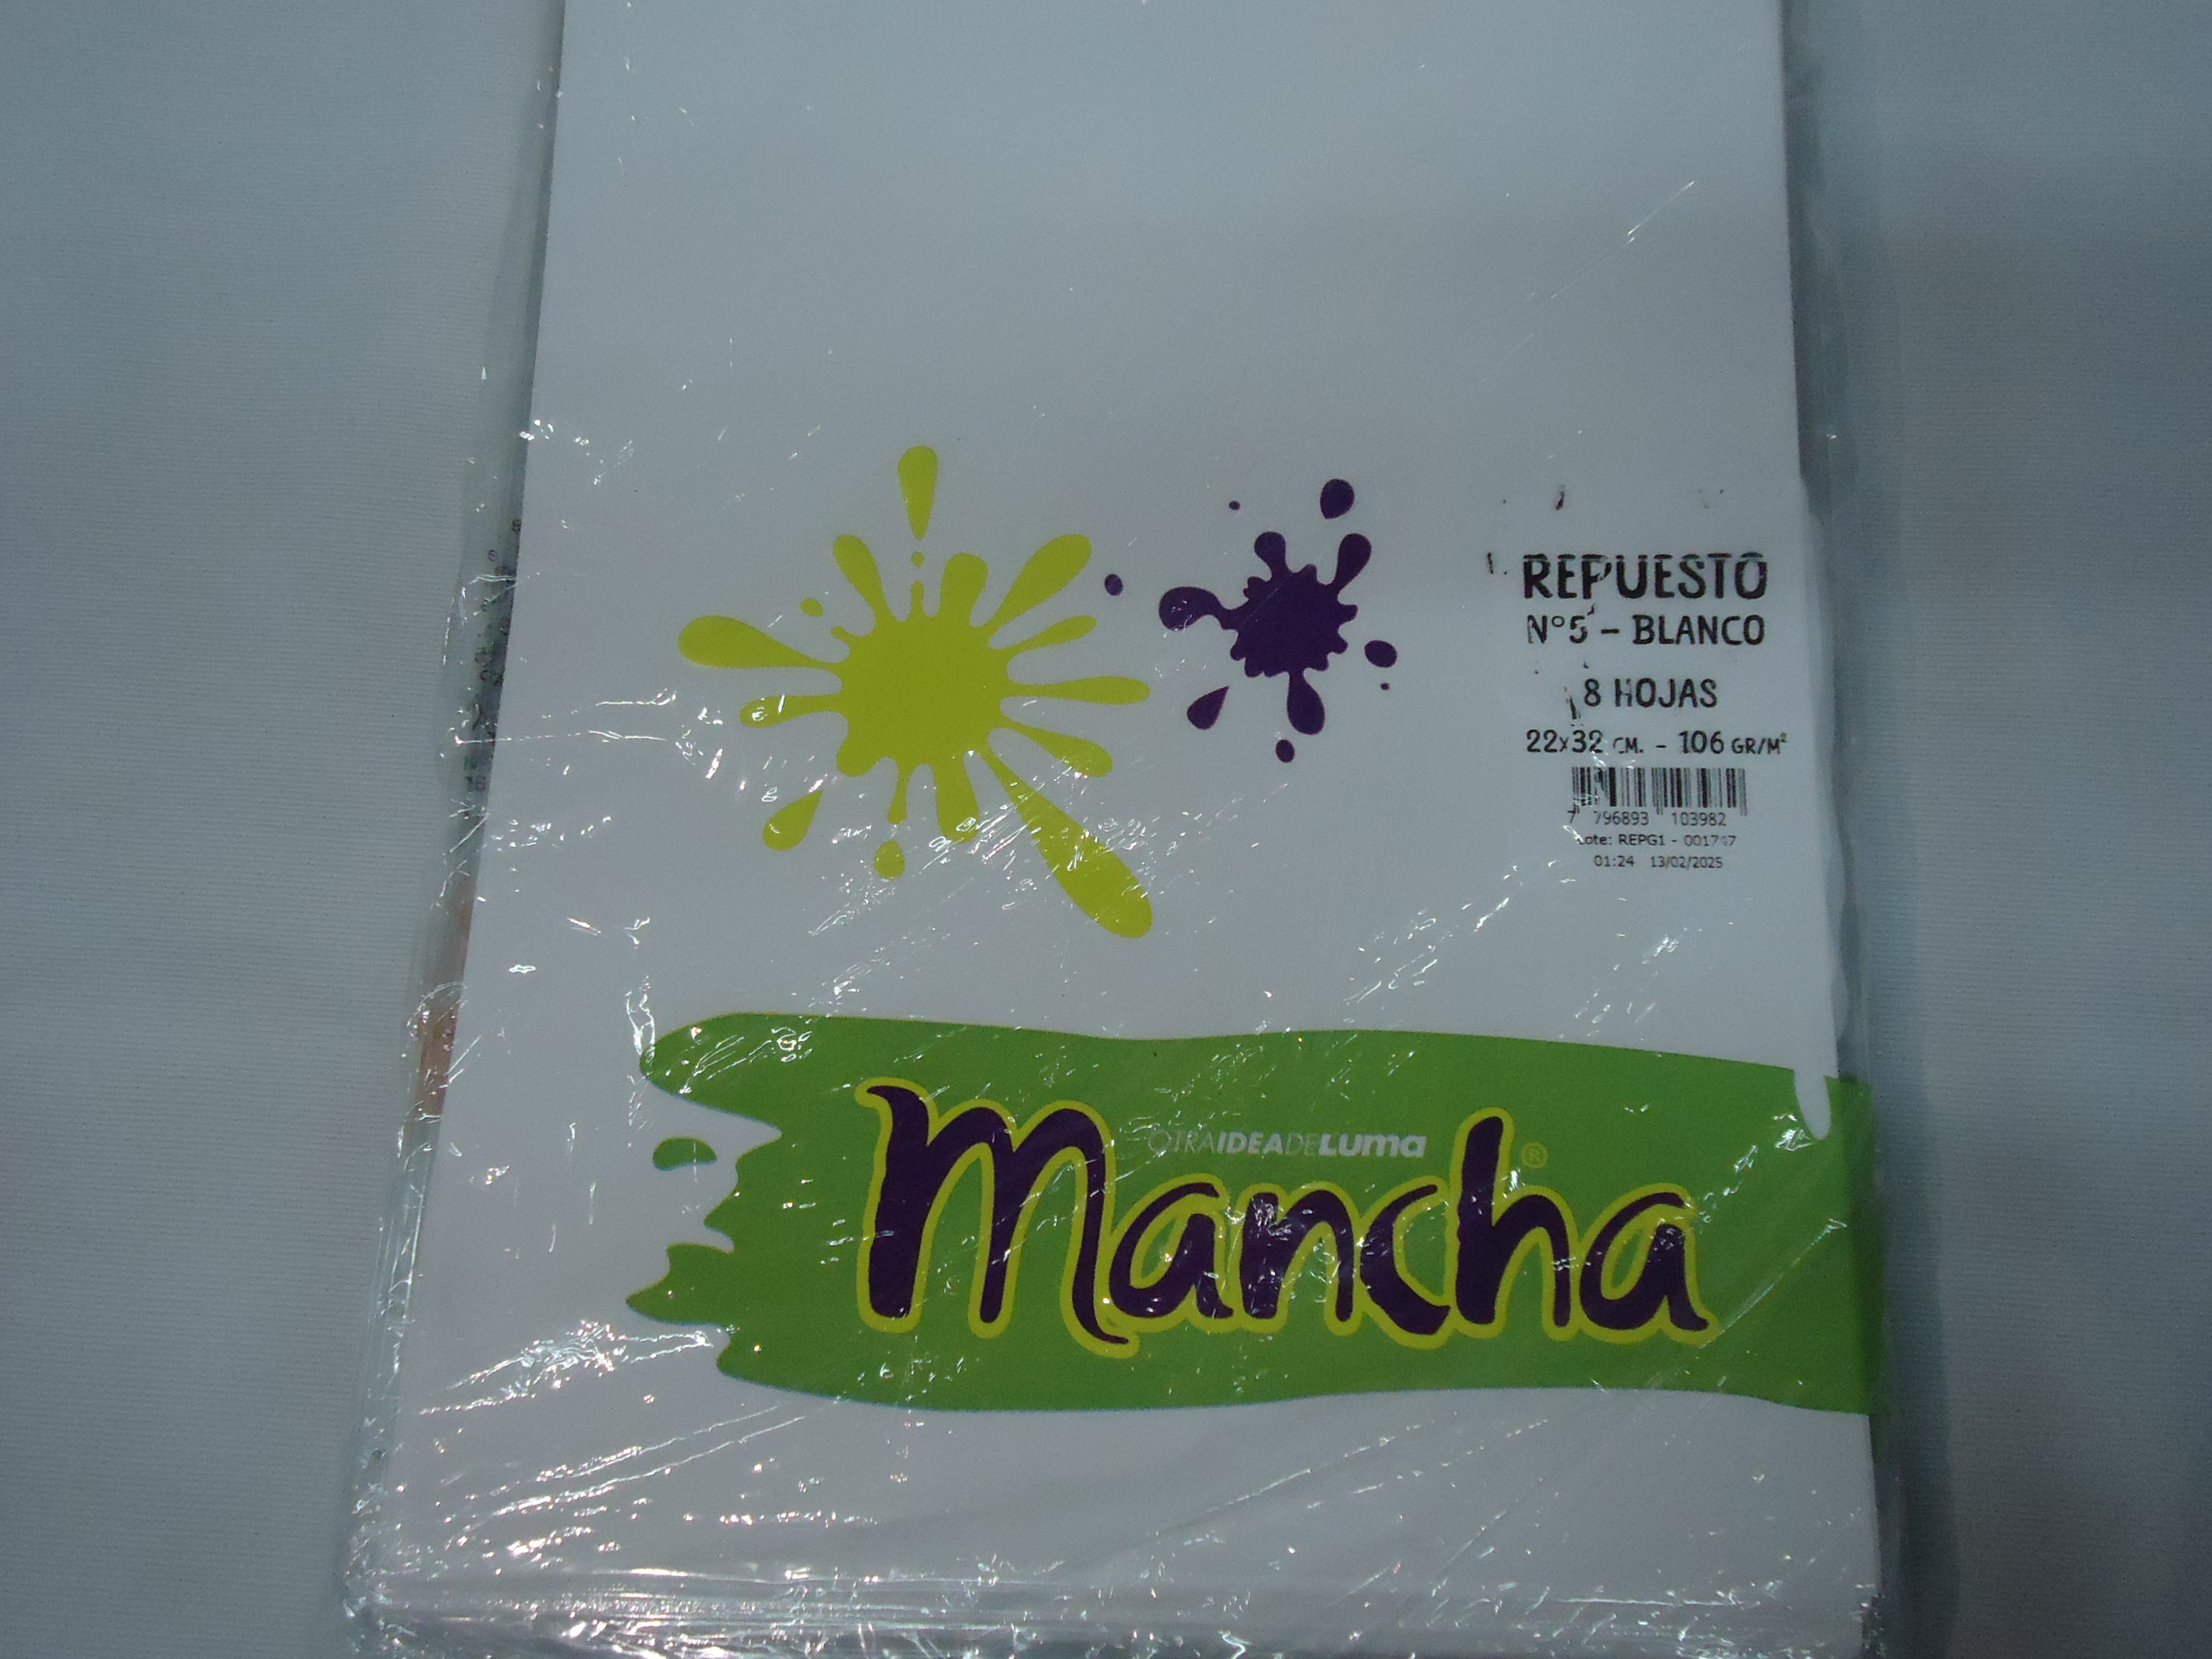 REPUESTO
N°5 - BLANCO
8 HOJAS
22x32 CM. - 106 GR/M²
7 796893 103982
Lote: REPG1 - 001747
01:24 13/02/2025
OTRAIDEADELuma
Mancha®